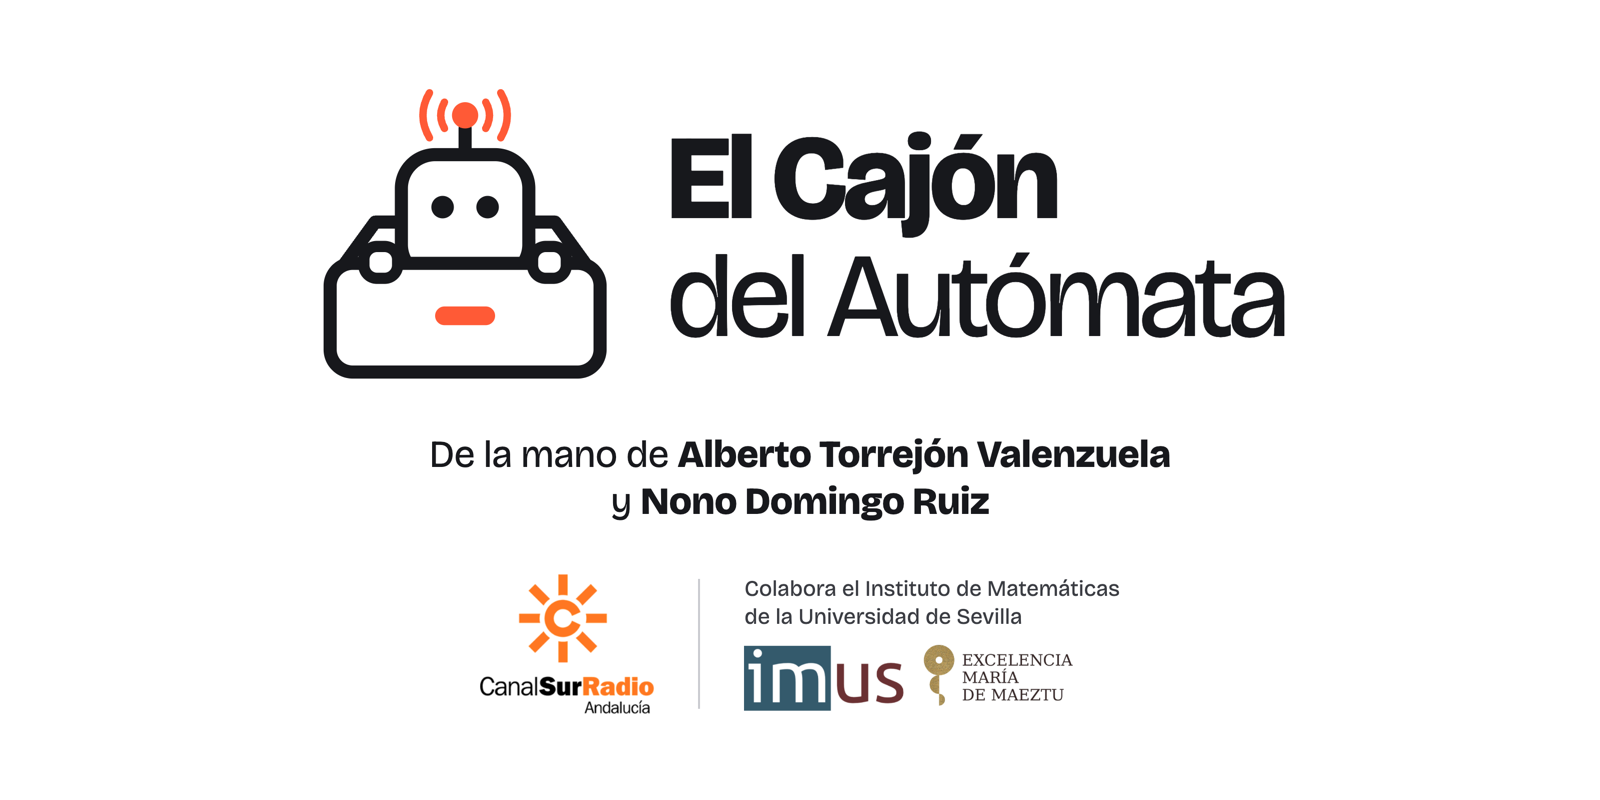 El Cajón
del Autómata
De la mano de Alberto Torrejón Valenzuela
y Nono Domingo Ruiz
CanalSurRadio
Andalucía
Colabora el Instituto de Matemáticas
de la Universidad de Sevilla
imus
EXCELENCIA
MARÍA
DE MAEZTU